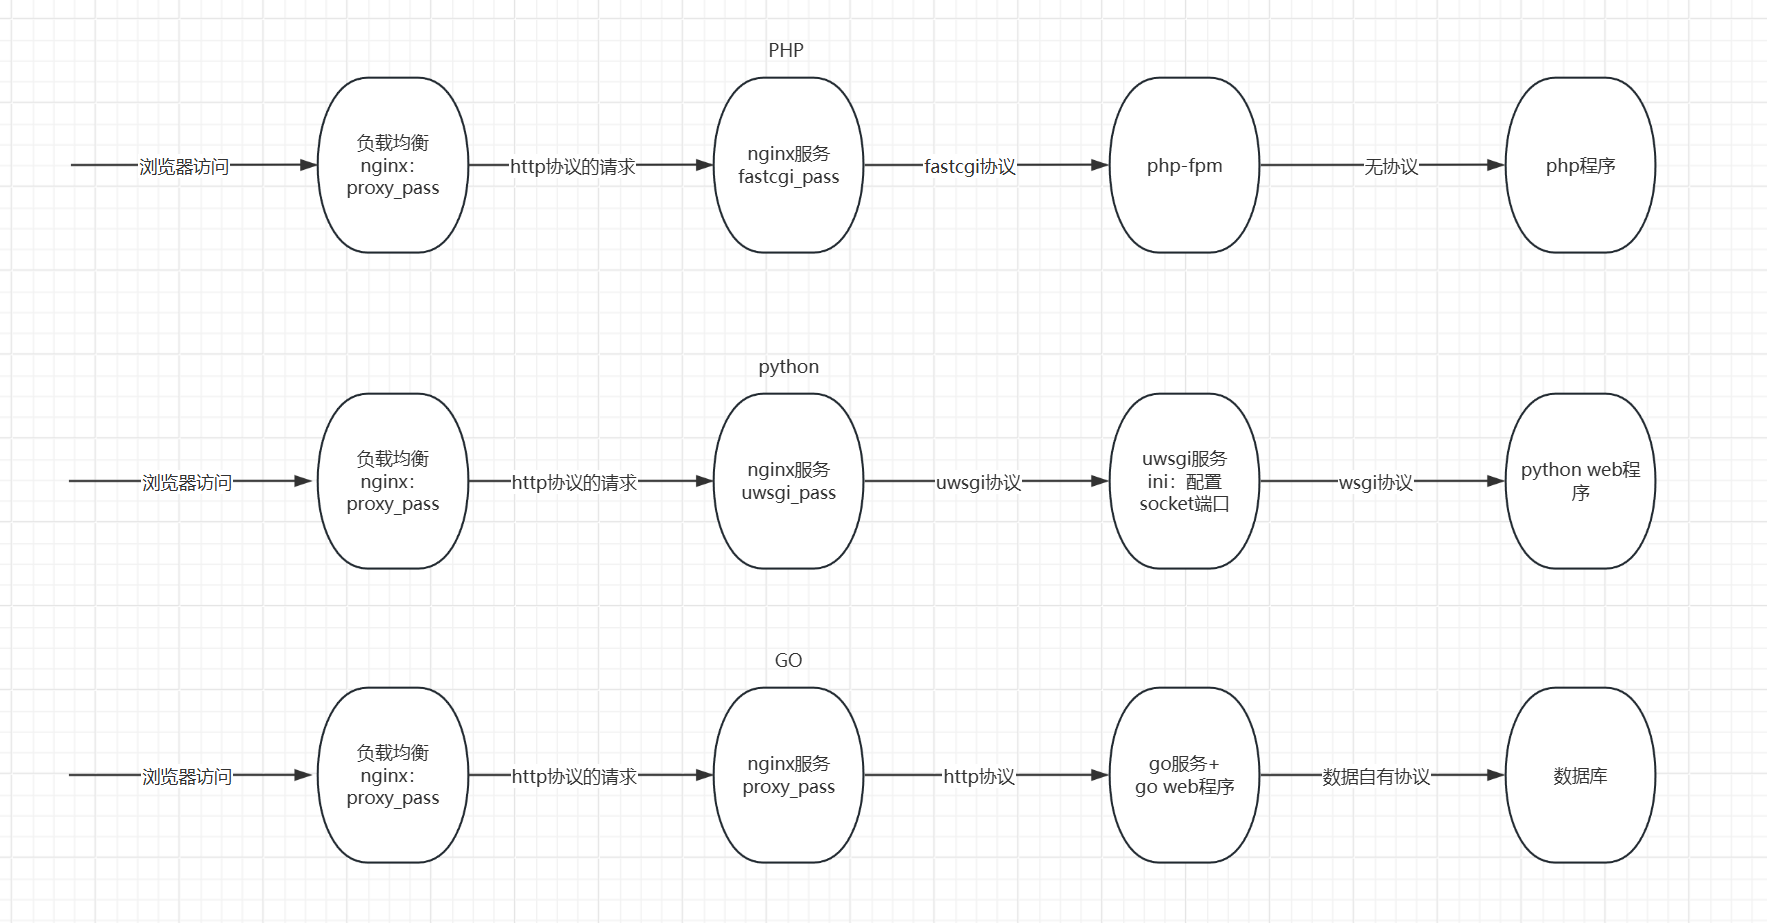 PHP
浏览器访问
负载均衡
nginx：
proxy_pass
http协议的请求
nginx服务
fastcgi_pass
fastcgi协议
php-fpm
无协议
php程序
python
浏览器访问
负载均衡
nginx：
proxy_pass
http协议的请求
nginx服务
uwsgi_pass
uwsgi协议
uwsgi服务
ini：配置
socket端口
wsgi协议
python web程
序
GO
浏览器访问
负载均衡
nginx：
proxy_pass
http协议的请求
nginx服务
proxy_pass
http协议
go服务+
go web程序
数据自有协议
数据库